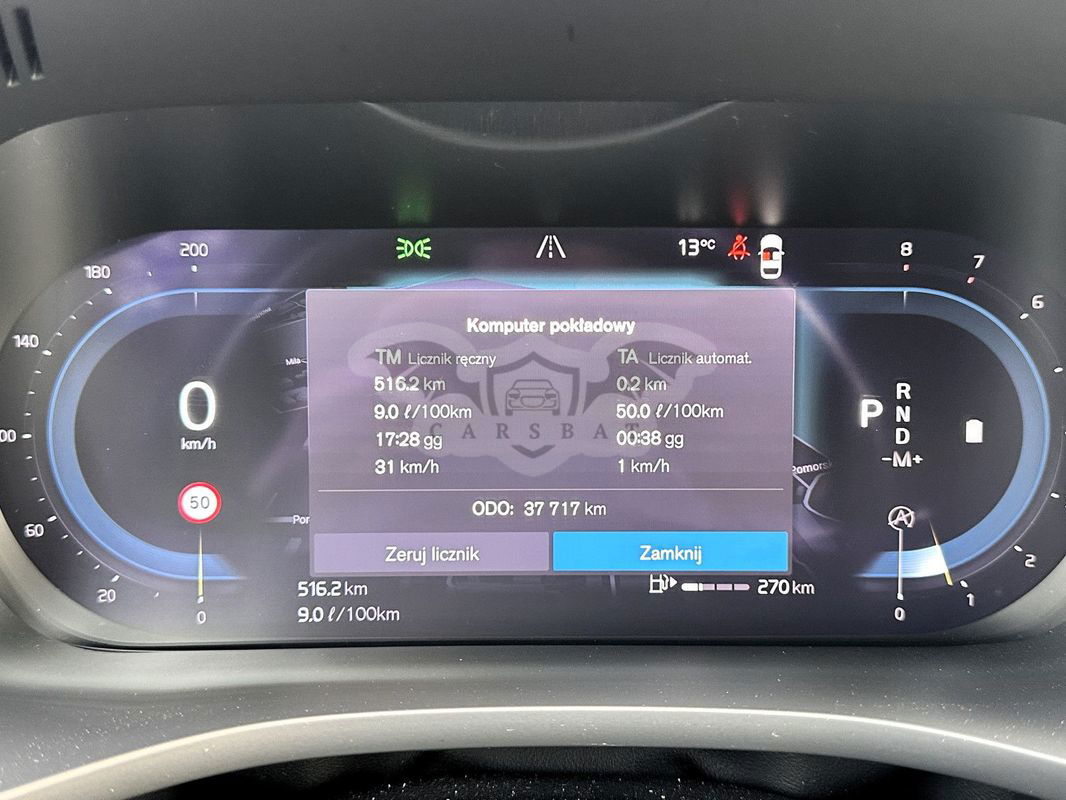 200
13°C
8
180
7
6
Komputer pokładowy
140
TM Licznik ręczny
TA Licznik automat.
516.2 km
0.2 km
9.0 ℓ/100km
50.0 ℓ/100km
CARSBAT
0
km/h
17:28 gg
00:38 gg
31 km/h
1 km/h
P
R
N
D
-M+
Pomorsk
50
ODO: 37 717 km
Por
60
A
Zeruj licznik
Zamknij
2
20
516.2 km
270 km
1
0
9.0 ℓ/100km
0